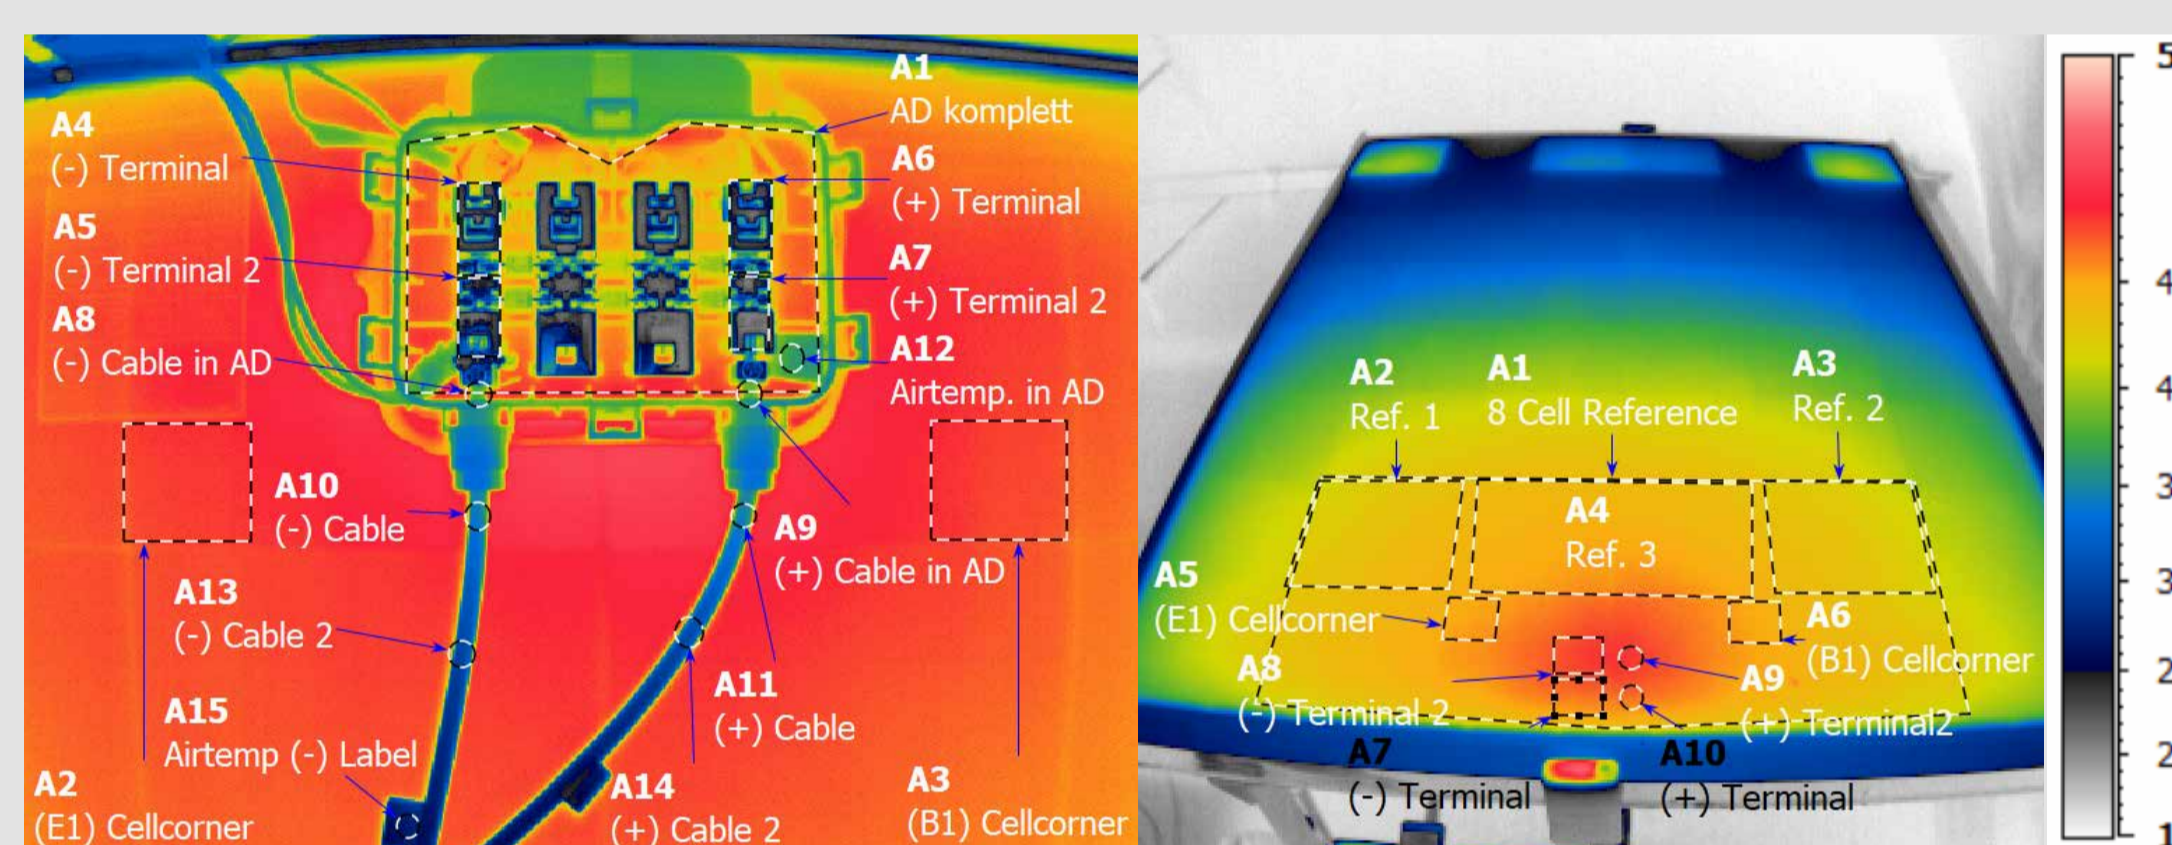 A1
AD komplett
A4
(-) Terminal
A6
(+) Terminal
A5
(-) Terminal 2
A7
(+) Terminal 2
A8
(-) Cable in AD
A12
Airtemp. in AD
A10
(-) Cable
A9
(+) Cable in AD
A13
(-) Cable 2
A11
(+) Cable
A15
Airtemp (-) Label
A2
(E1) Cellcorner
A14
(+) Cable 2
A3
(B1) Cellcorner
A2
Ref. 1
A1
8 Cell Reference
A3
Ref. 2
A4
Ref. 3
A5
(E1) Cellcorner
A6
(B1) Cellcorner
A8
(-) Terminal 2
A9
(+) Terminal2
A7
(-) Terminal
A10
(+) Terminal